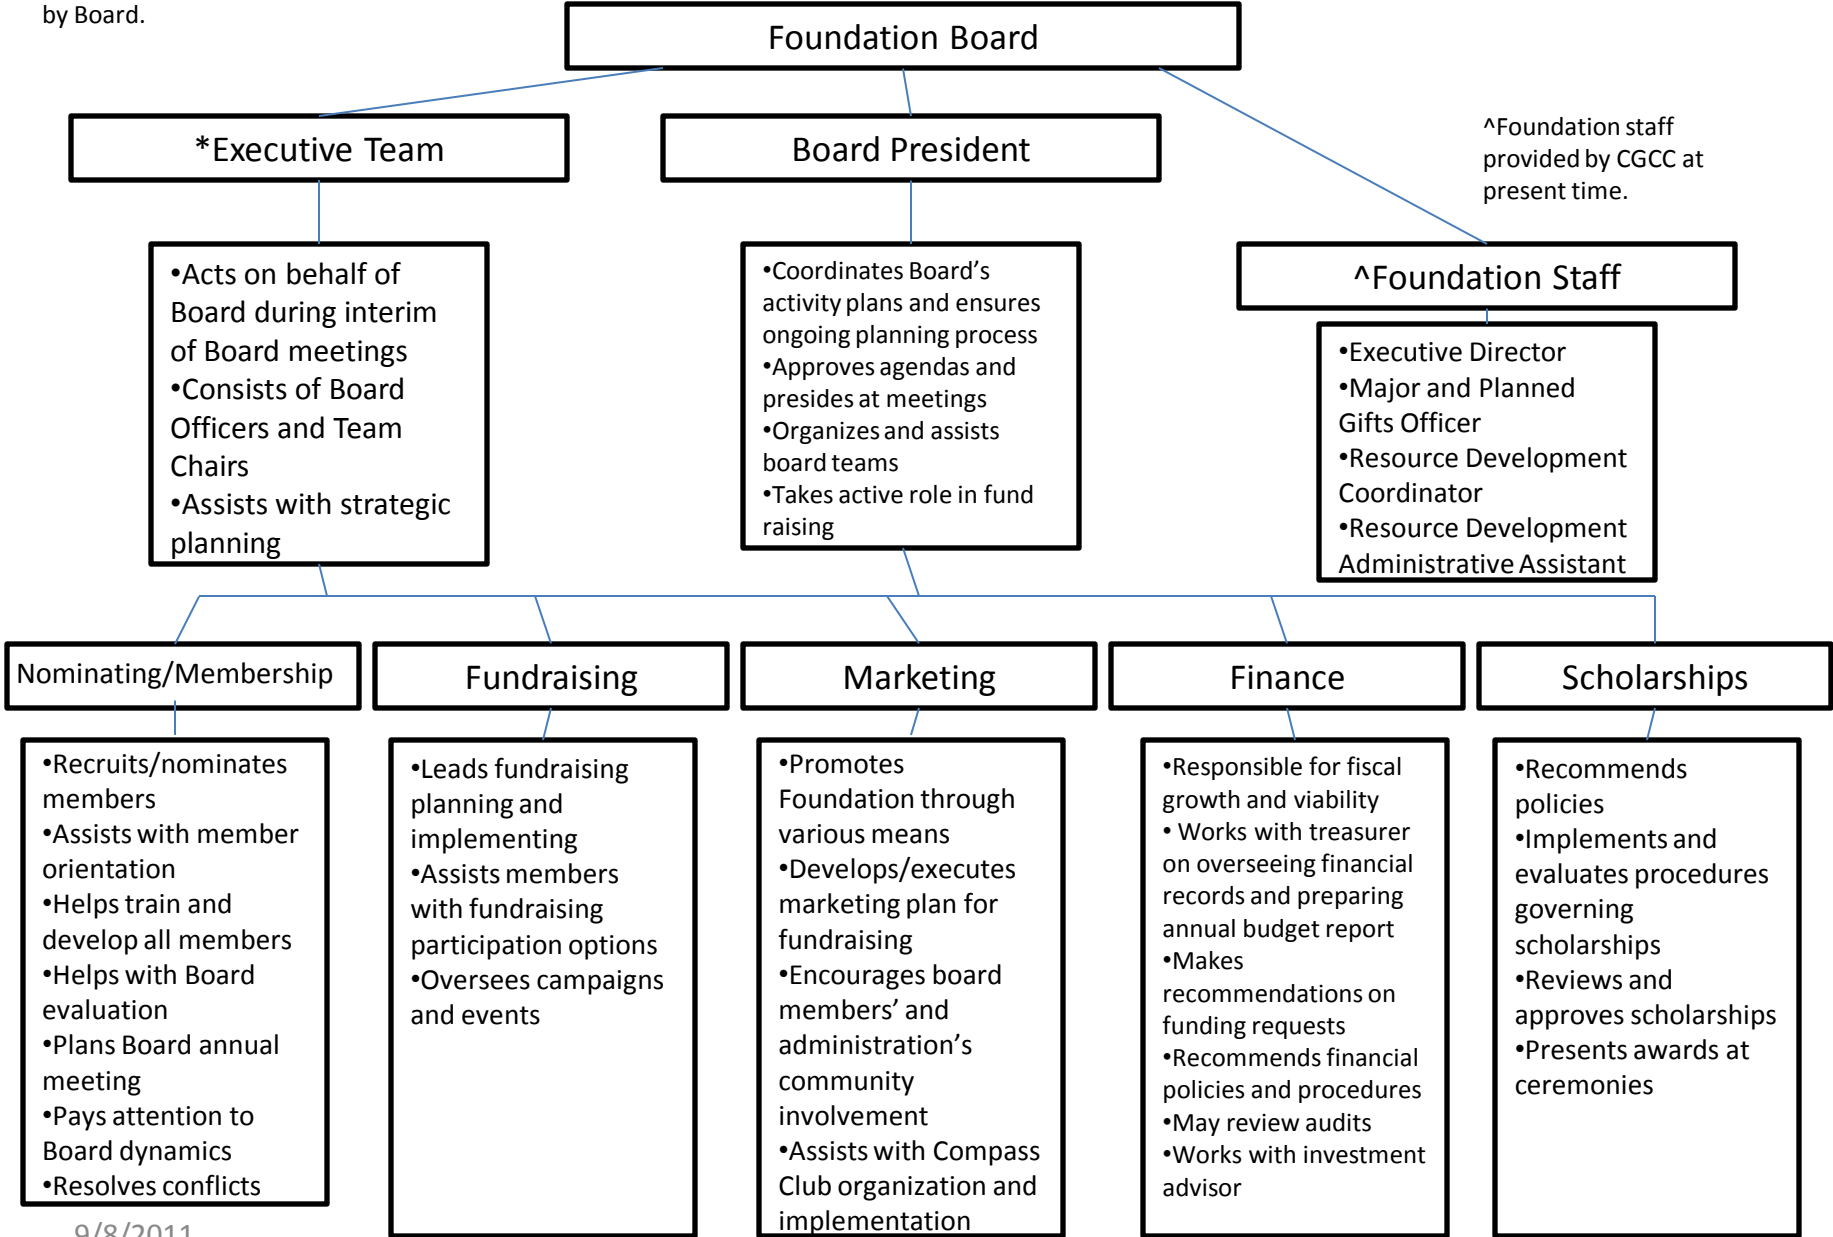 by Board.
Foundation Board
*Executive Team
Board President
^Foundation staff
provided by CGCC at
present time.
•Acts on behalf of
Board during interim
of Board meetings
•Consists of Board
Officers and Team
Chairs
•Assists with strategic
planning
•Coordinates Board’s
activity plans and ensures
ongoing planning process
•Approves agendas and
presides at meetings
•Organizes and assists
board teams
•Takes active role in fund
raising
^Foundation Staff
•Executive Director
•Major and Planned
Gifts Officer
•Resource Development
Coordinator
•Resource Development
Administrative Assistant
Nominating/Membership
Fundraising
Marketing
Finance
Scholarships
•Recruits/nominates
members
•Assists with member
orientation
•Helps train and
develop all members
•Helps with Board
evaluation
•Plans Board annual
meeting
•Pays attention to
Board dynamics
•Resolves conflicts
•Leads fundraising
planning and
implementing
•Assists members
with fundraising
participation options
•Oversees campaigns
and events
•Promotes
Foundation through
various means
•Develops/executes
marketing plan for
fundraising
•Encourages board
members’ and
administration’s
community
involvement
•Assists with Compass
Club organization and
implementation
•Responsible for fiscal
growth and viability
• Works with treasurer
on overseeing financial
records and preparing
annual budget report
•Makes
recommendations on
funding requests
•Recommends financial
policies and procedures
•May review audits
•Works with investment
advisor
•Recommends
policies
•Implements and
evaluates procedures
governing
scholarships
•Reviews and
approves scholarships
•Presents awards at
ceremonies
9/8/2011